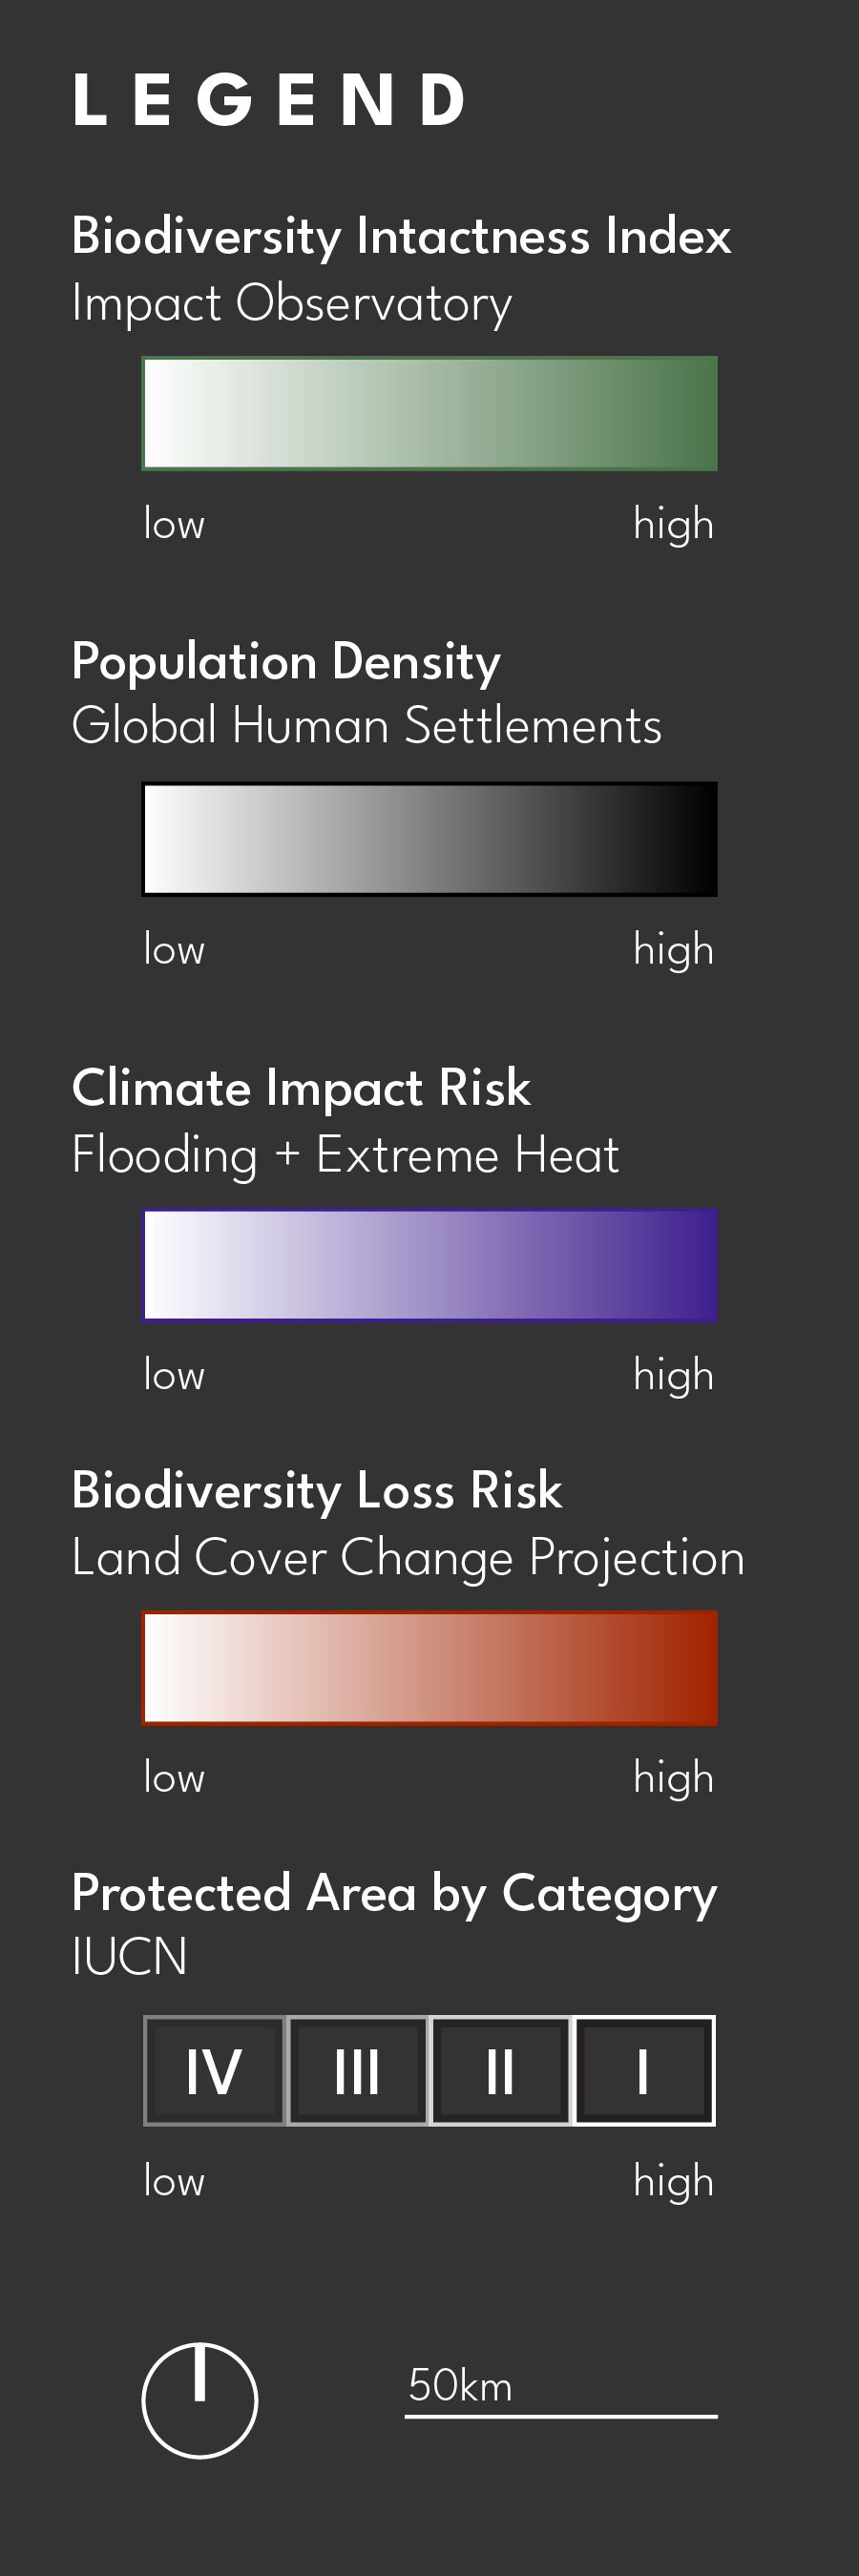 LEGEND
Biodiversity Intactness Index
Impact Observatory
low high
Population Density
Global Human Settlements
low high
Climate Impact Risk
Flooding + Extreme Heat
low high
Biodiversity Loss Risk
Land Cover Change Projection
low high
Protected Area by Category
IUCN
IV III II I
low high
50km